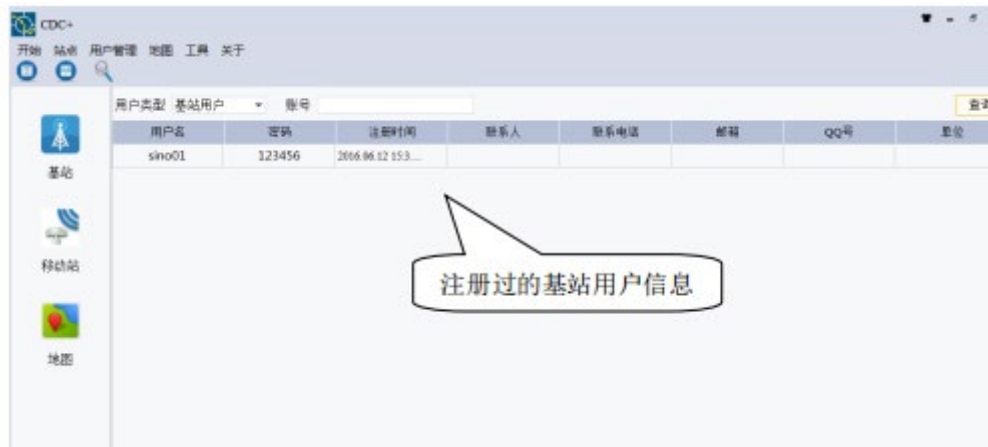 CDC+
开始 站点 用户管理 地图 工具 关于
用户类型 基站用户 账号 查询
用户名 密码 注册时间 联系人 联系电话 邮箱 QQ号 单位
sino01 123456 2016.06.12 15:3....
基站
移动站
地图
注册过的基站用户信息